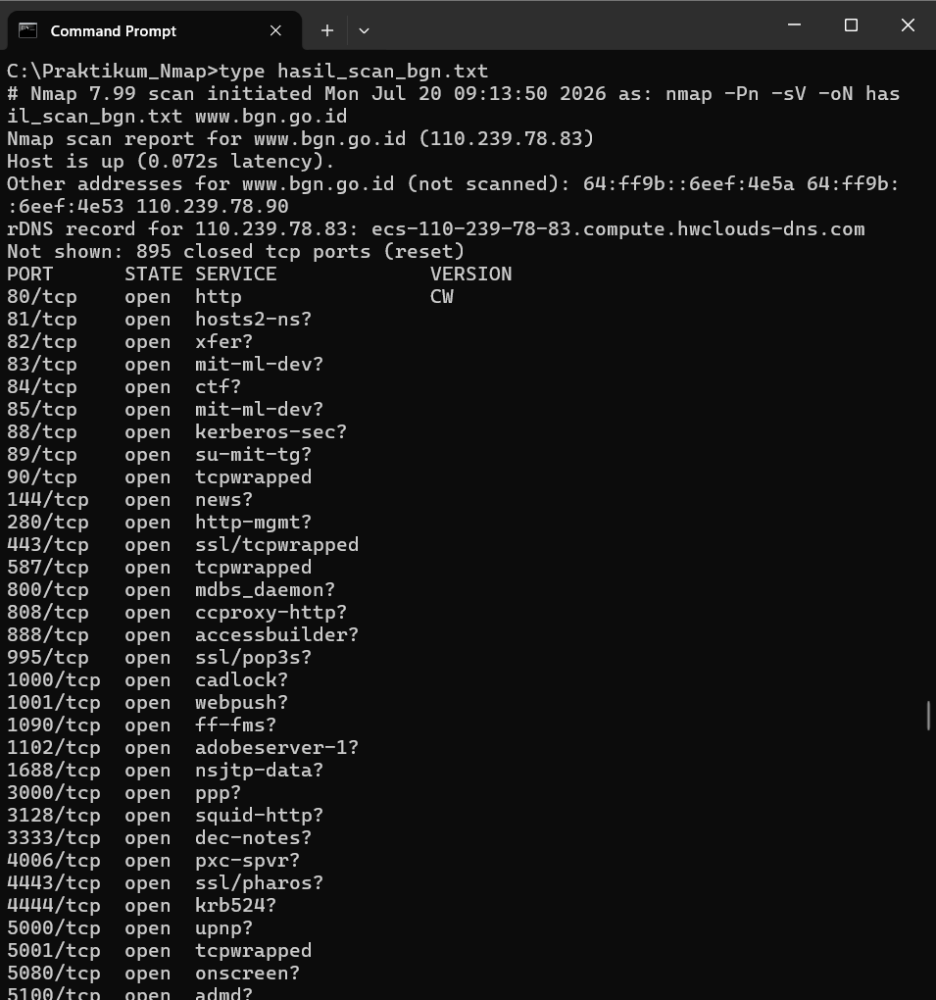 Command Prompt
C:\Praktikum_Nmap>type hasil_scan_bgn.txt
# Nmap 7.99 scan initiated Mon Jul 20 09:13:50 2026 as: nmap -Pn -sV -oN has
il_scan_bgn.txt www.bgn.go.id
Nmap scan report for www.bgn.go.id (110.239.78.83)
Host is up (0.072s latency).
Other addresses for www.bgn.go.id (not scanned): 64:ff9b::6eef:4e5a 64:ff9b:
:6eef:4e53 110.239.78.90
rDNS record for 110.239.78.83: ecs-110-239-78-83.compute.hwclouds-dns.com
Not shown: 895 closed tcp ports (reset)
PORT     STATE SERVICE             VERSION
80/tcp    open  http                CW
81/tcp    open  hosts2-ns?
82/tcp    open  xfer?
83/tcp    open  mit-ml-dev?
84/tcp    open  ctf?
85/tcp    open  mit-ml-dev?
88/tcp    open  kerberos-sec?
89/tcp    open  su-mit-tg?
90/tcp    open  tcpwrapped
144/tcp   open  news?
280/tcp   open  http-mgmt?
443/tcp   open  ssl/tcpwrapped
587/tcp   open  tcpwrapped
800/tcp   open  mdbs_daemon?
808/tcp   open  ccproxy-http?
888/tcp   open  accessbuilder?
995/tcp   open  ssl/pop3s?
1000/tcp  open  cadlock?
1001/tcp  open  webpush?
1090/tcp  open  ff-fms?
1102/tcp  open  adobeserver-1?
1688/tcp  open  nsjtp-data?
3000/tcp  open  ppp?
3128/tcp  open  squid-http?
3333/tcp  open  dec-notes?
4006/tcp  open  pxc-spvr?
4443/tcp  open  ssl/pharos?
4444/tcp  open  krb524?
5000/tcp  open  upnp?
5001/tcp  open  tcpwrapped
5080/tcp  open  onscreen?
5100/tcp  open  admd?